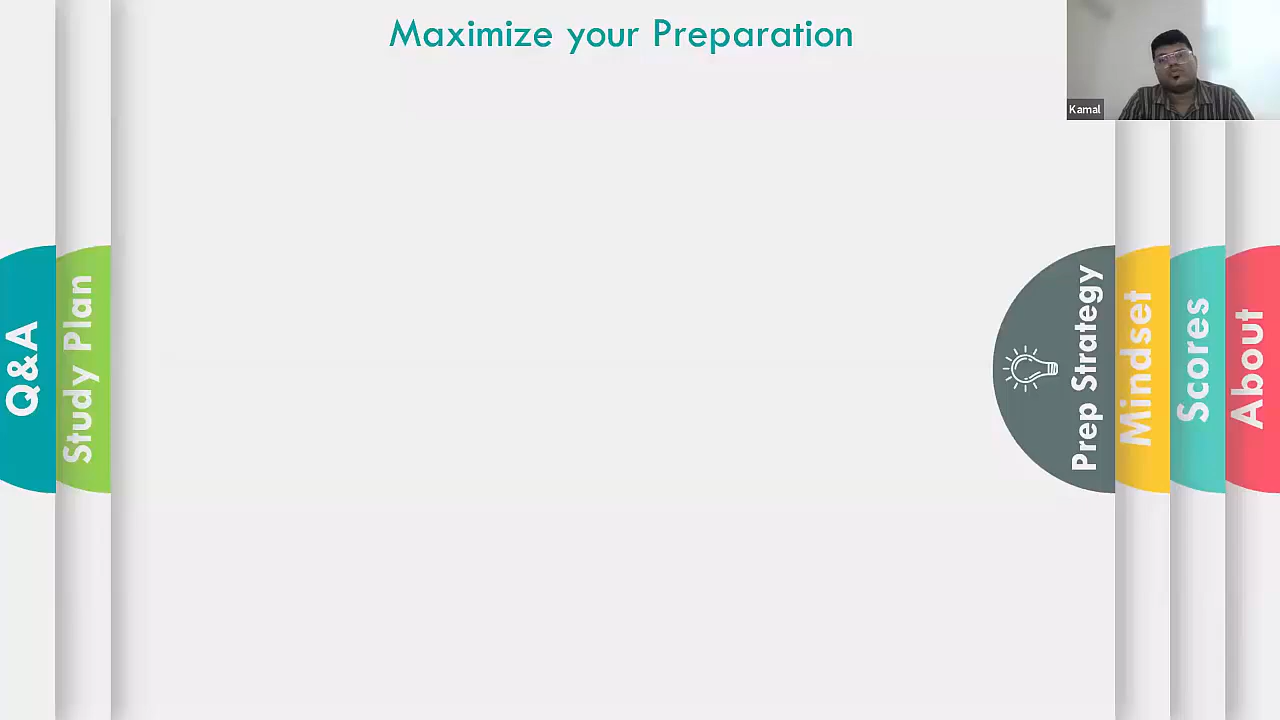 Maximize your Preparation
Kamal
Q&A
Study Plan
Prep Strategy
Mindset
Scores
About